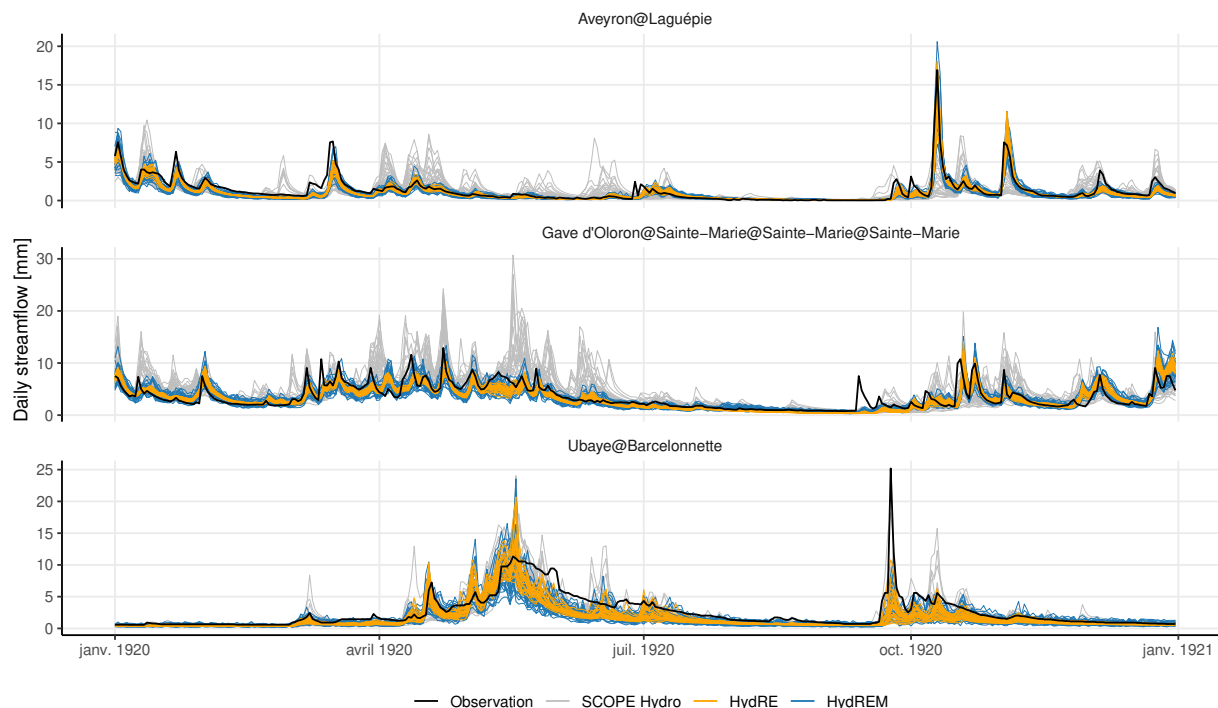 Aveyron@Laguépie
20
15
10
5
0
Gave d'Oloron@Sainte−Marie@Sainte−Marie@Sainte−Marie
30
20
10
0
Daily streamflow [mm]
Ubaye@Barcelonnette
25
20
15
10
5
0
janv. 1920 avril 1920 juil. 1920 oct. 1920 janv. 1921
Observation SCOPE Hydro HydRE HydREM